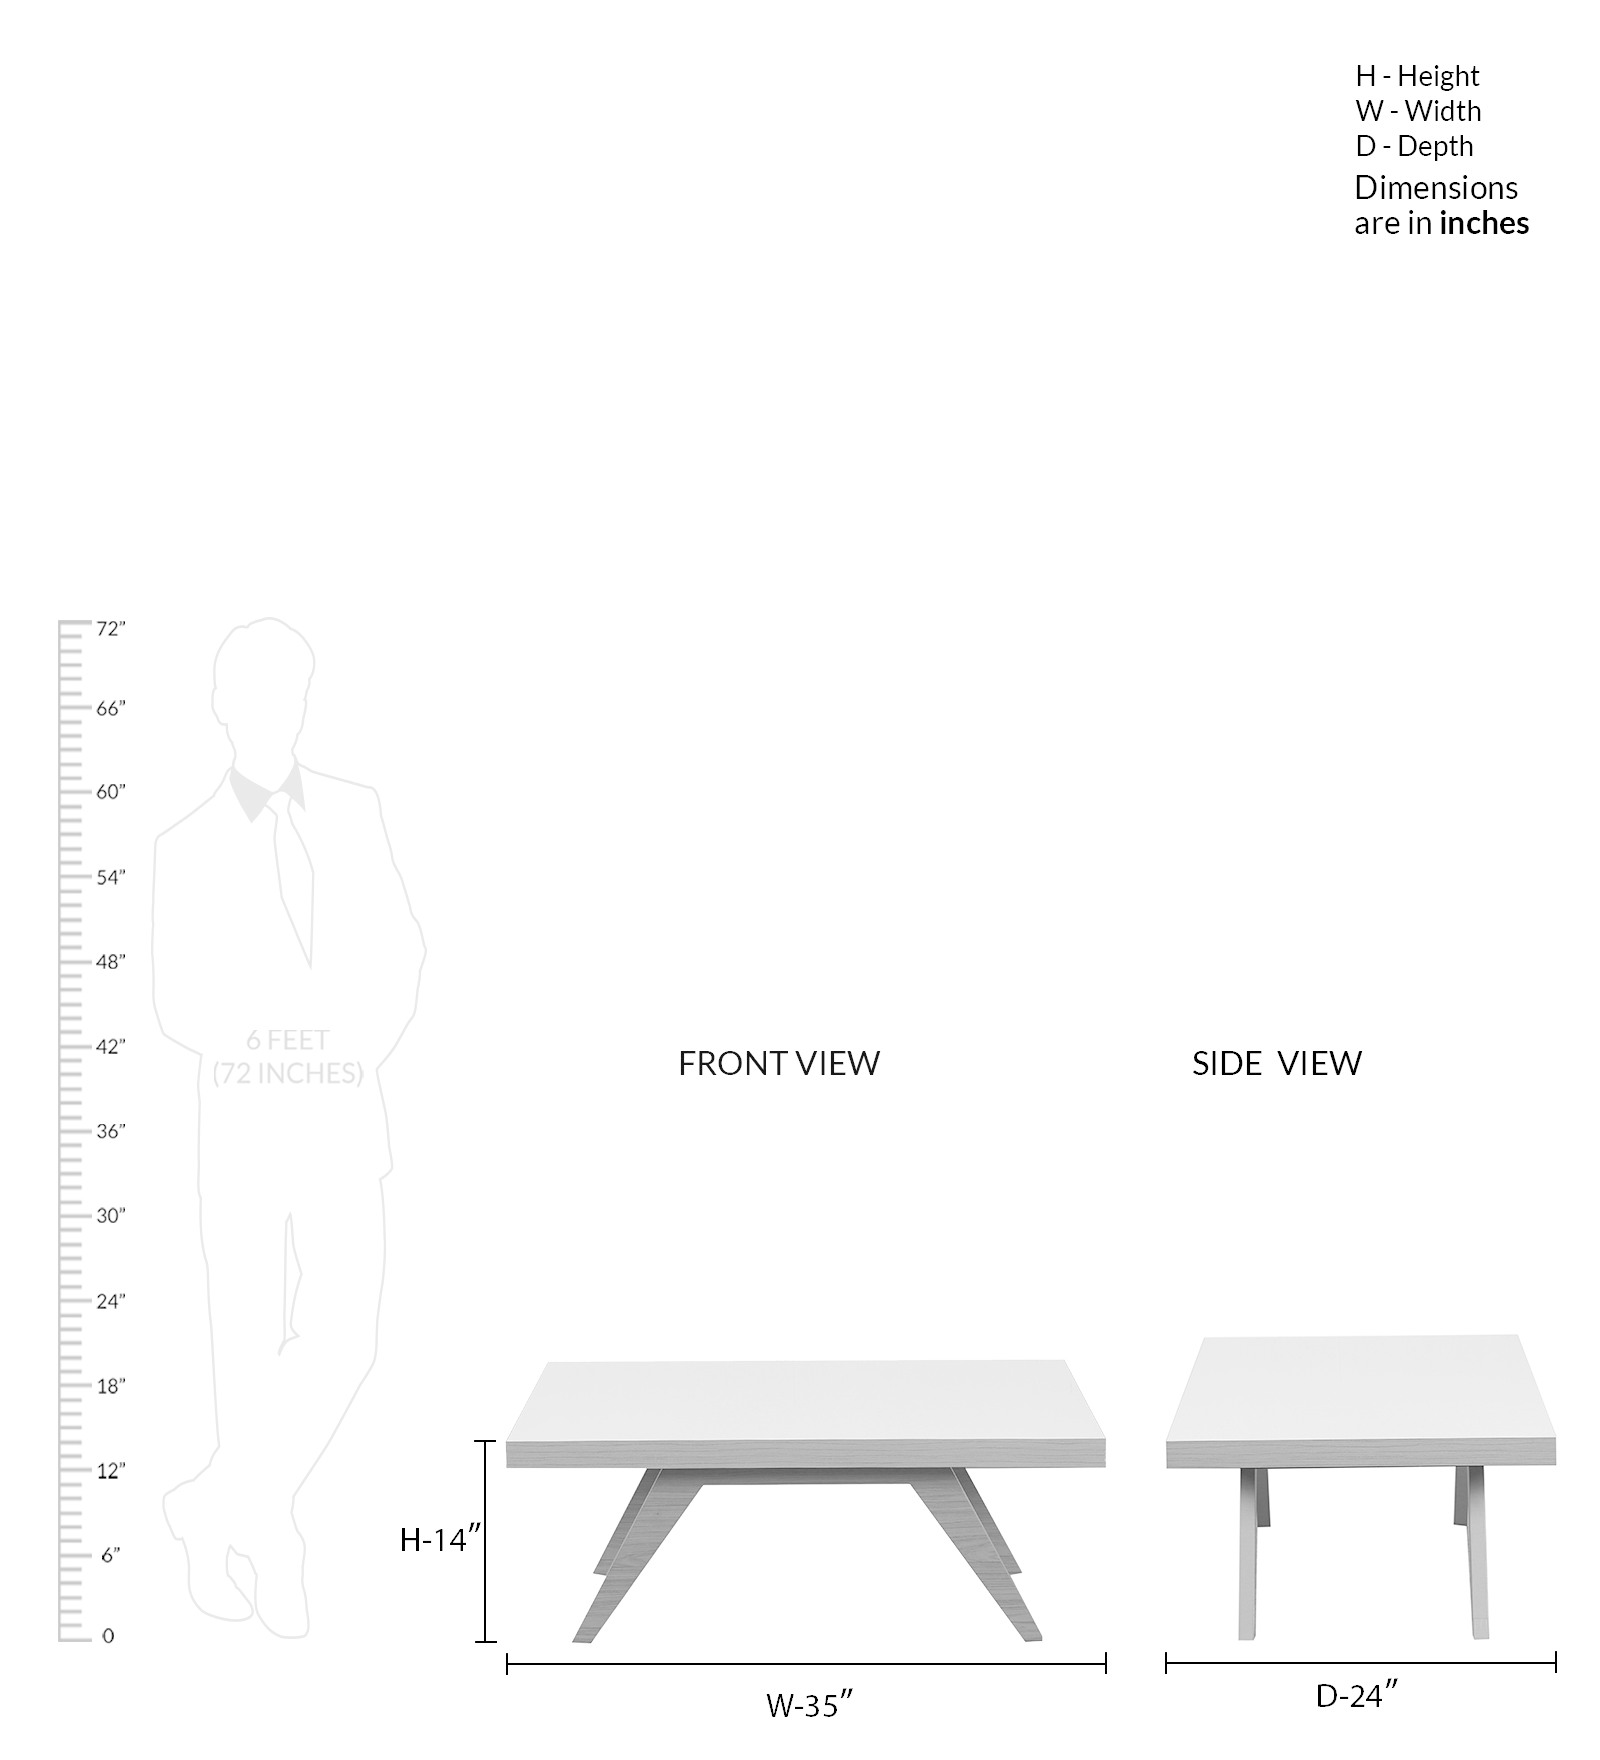 H - Height
W - Width
D - Depth
Dimensions
are in inches
72”
66”
60”
54”
48”
42”
36”
30”
24”
18”
12”
6”
0
6 FEET
(72 INCHES)
FRONT VIEW
SIDE VIEW
H-14”
W-35”
D-24”